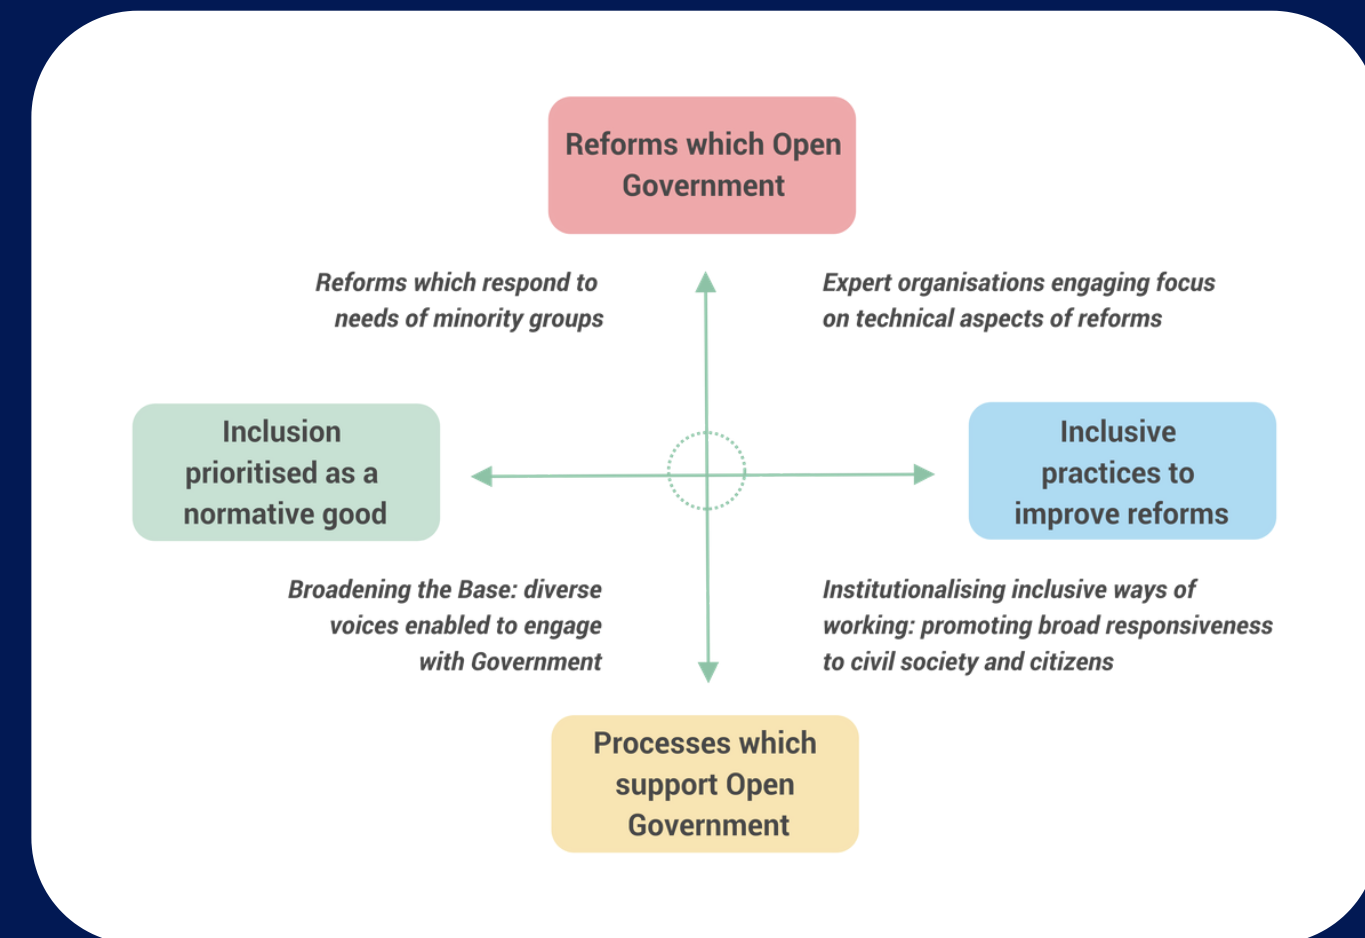 Reforms which Open
Government
Reforms which respond to
needs of minority groups
Expert organisations engaging focus
on technical aspects of reforms
Inclusion
prioritised as a
normative good
Inclusive
practices to
improve reforms
Broadening the Base: diverse
voices enabled to engage
with Government
Institutionalising inclusive ways of
working: promoting broad responsiveness
to civil society and citizens
Processes which
support Open
Government